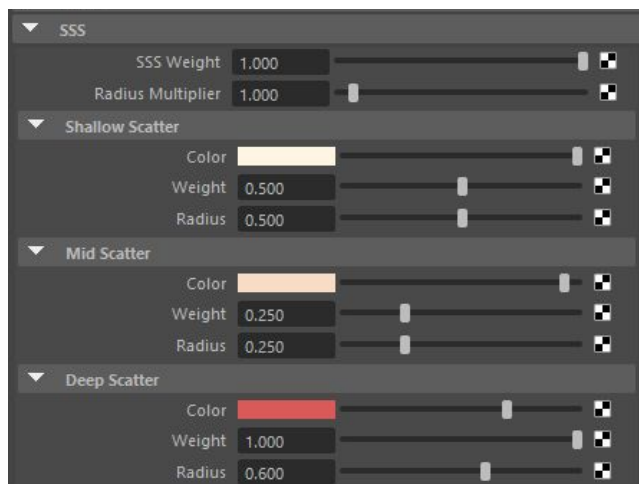 SSS
SSS Weight 1.000
Radius Multiplier 1.000
Shallow Scatter
Color
Weight 0.500
Radius 0.500
Mid Scatter
Color
Weight 0.250
Radius 0.250
Deep Scatter
Color
Weight 1.000
Radius 0.600